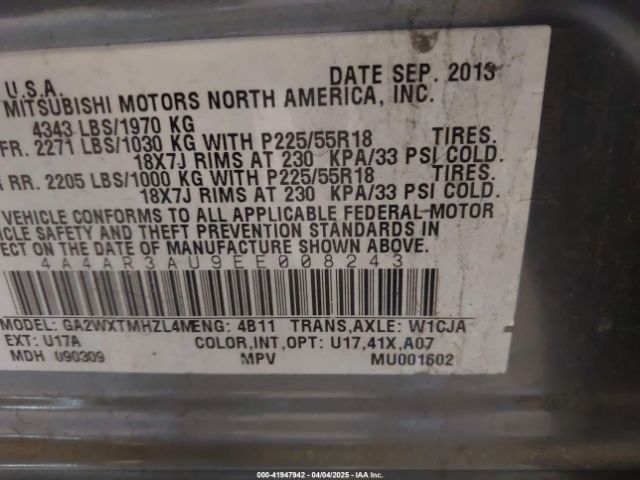 U.S.A. DATE SEP. 2013
MITSUBISHI MOTORS NORTH AMERICA, INC.
4343 LBS/1970 KG
FR. 2271 LBS/1030 KG WITH P225/55R18 TIRES.
18X7J RIMS AT 230 KPA/33 PSI COLD.
RR. 2205 LBS/1000 KG WITH P225/55R18 TIRES.
18X7J RIMS AT 230 KPA/33 PSI COLD.
VEHICLE CONFORMS TO ALL APPLICABLE FEDERAL MOTOR
ICLE SAFETY AND THEFT PREVENTION STANDARDS IN
ECT ON THE DATE OF MANUFACTURE SHOWN ABOVE.
4A4AR3AU9EE008243
MODEL: GA2WXTMHZL4M ENG: 4B11 TRANS,AXLE: W1CJA
EXT: U17A COLOR,INT,OPT: U17,41X,A07
MDH 090309 MPV MU001602
000-41947942 - 04/04/2025 - IAA Inc.